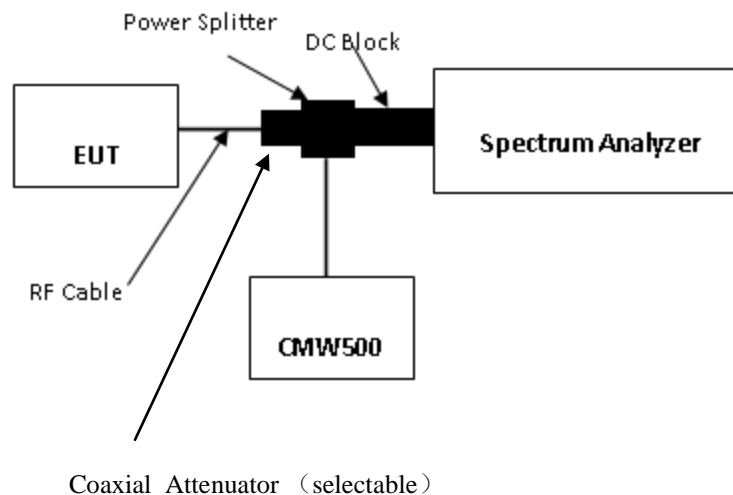 Power Splitter
DC Block
EUT
Spectrum Analyzer
RF Cable
CMW500
Coaxial Attenuator （selectable）